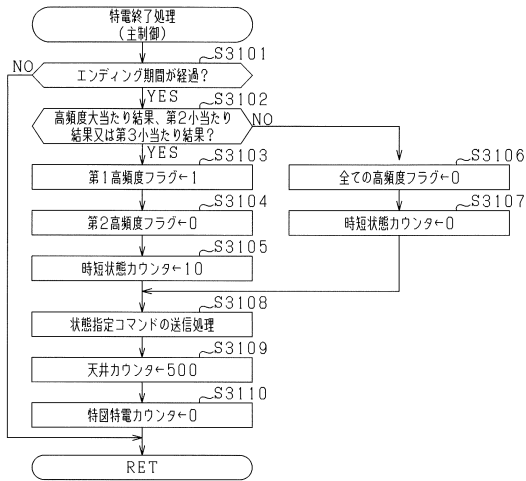 特電終了処理
(主制御)
S3101
エンディング期間が経過?
NO
YES
S3102
高頻度大当たり結果、第2小当たり
結果又は第3小当たり結果?
NO
YES
S3103
第1高頻度フラグ←1
S3104
第2高頻度フラグ←0
S3105
時短状態カウンタ←10
S3106
全ての高頻度フラグ←0
S3107
時短状態カウンタ←0
S3108
状態指定コマンドの送信処理
S3109
天井カウンタ←500
S3110
特図特電カウンタ←0
RET